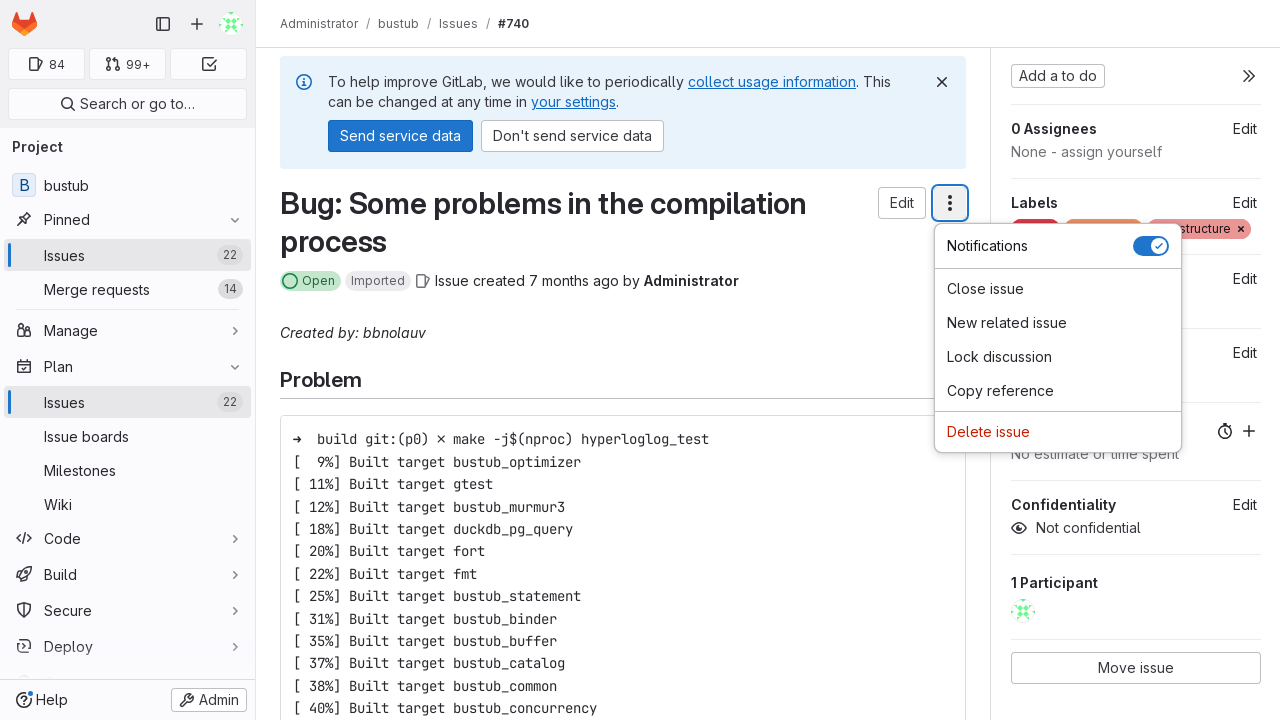 Administrator / bustub / Issues / #740
84
99+
Search or go to…
Project
B bustub
Pinned
Issues 22
Merge requests 14
Manage
Plan
Issues 22
Issue boards
Milestones
Wiki
Code
Build
Secure
Deploy
Help
Admin
To help improve GitLab, we would like to periodically collect usage information. This
can be changed at any time in your settings.
Send service data
Don't send service data
Bug: Some problems in the compilation
process
Edit
Open Imported Issue created 7 months ago by Administrator
Created by: bbnolauv
Problem
➜  build git:(p0) ✗ make -j$(nproc) hyperloglog_test
[  9%] Built target bustub_optimizer
[ 11%] Built target gtest
[ 12%] Built target bustub_murmur3
[ 18%] Built target duckdb_pg_query
[ 20%] Built target fort
[ 22%] Built target fmt
[ 25%] Built target bustub_statement
[ 31%] Built target bustub_binder
[ 35%] Built target bustub_buffer
[ 37%] Built target bustub_catalog
[ 38%] Built target bustub_common
[ 40%] Built target bustub_concurrency
Notifications
Close issue
New related issue
Lock discussion
Copy reference
Delete issue
Add a to do
0 Assignees Edit
None - assign yourself
Labels Edit
structure
Edit
Edit
No estimate or time spent
Confidentiality Edit
Not confidential
1 Participant
Move issue